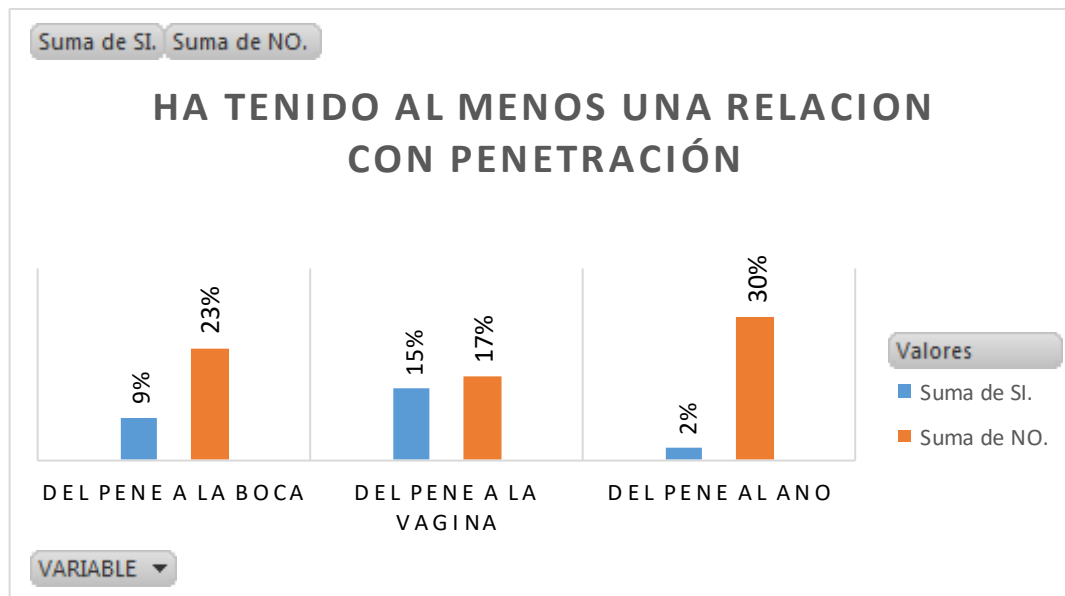 Suma de SI. Suma de NO.
HA TENIDO AL MENOS UNA RELACION
CON PENETRACIÓN
9%
23%
15%
17%
2%
30%
DEL PENE A LA BOCA
DEL PENE A LA
VAGINA
DEL PENE AL ANO
Valores
Suma de SI.
Suma de NO.
VARIABLE